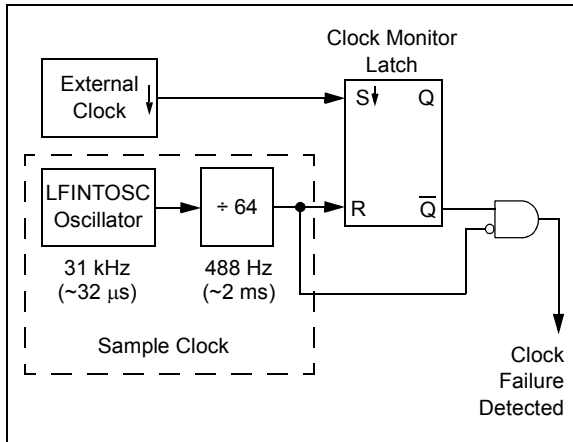 Clock Monitor
Latch
External
Clock
S
Q
LFINTOSC
Oscillator
÷ 64
R
Q
31 kHz
(~32 μs)
488 Hz
(~2 ms)
Sample Clock
Clock
Failure
Detected